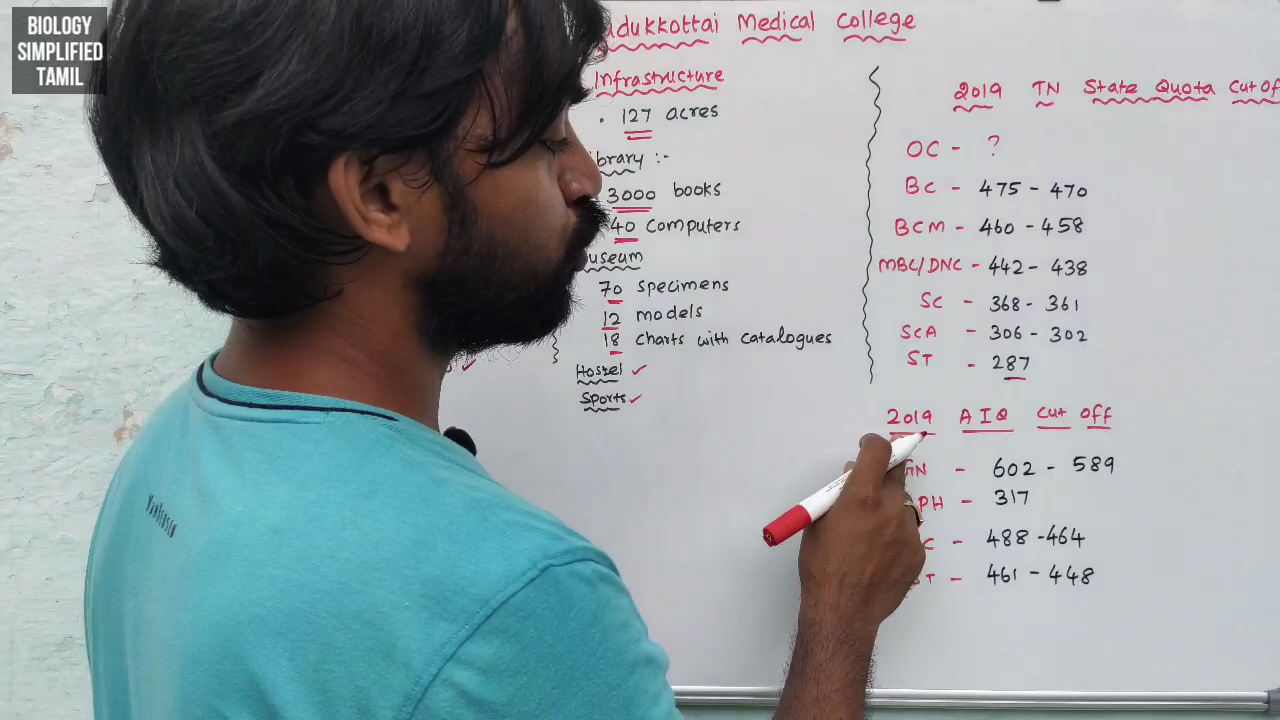 BIOLOGY
SIMPLIFIED
TAMIL
Medical College
Infrastructure
• 127 acres
3000 books
40 Computers
70 specimens
12 models
18 charts with catalogues
Hostel ✓
Sports ✓
2019 TN State Quota Cut Of
OC - ?
BC - 475 - 470
BCM - 460 - 458
MBC/DNC - 442 - 438
SC - 368 - 361
SCA - 306 - 302
ST - 287
2019 AIQ Cut Off
GN - 602 - 589
PH - 317
C - 488 - 464
ST - 461 - 448
VANHEUSEN